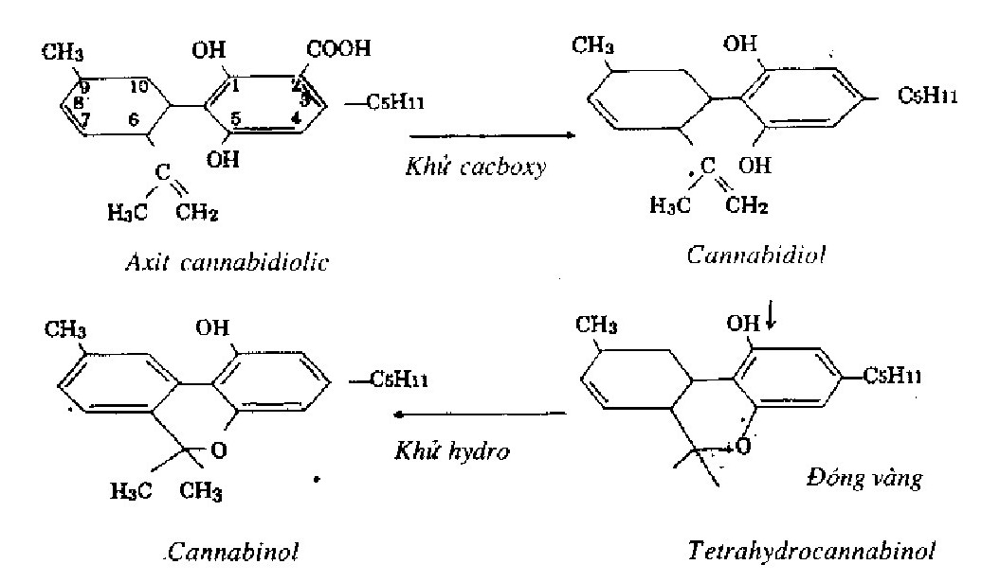 CH3 OH COOH
9 10 1 2
8 3 —C5H11
7 6 5 4
OH
C
H3C CH2
Axit cannabidiolic
Khử cacboxy
CH3 OH
C5H11
C OH
H3C CH2
Cannabidiol
CH3 OH
—C5H11
O
H3C CH3
Cannabinol
Khử hydro
CH3 OH
C5H11
O
Đóng vàng
Tetrahydrocannabinol